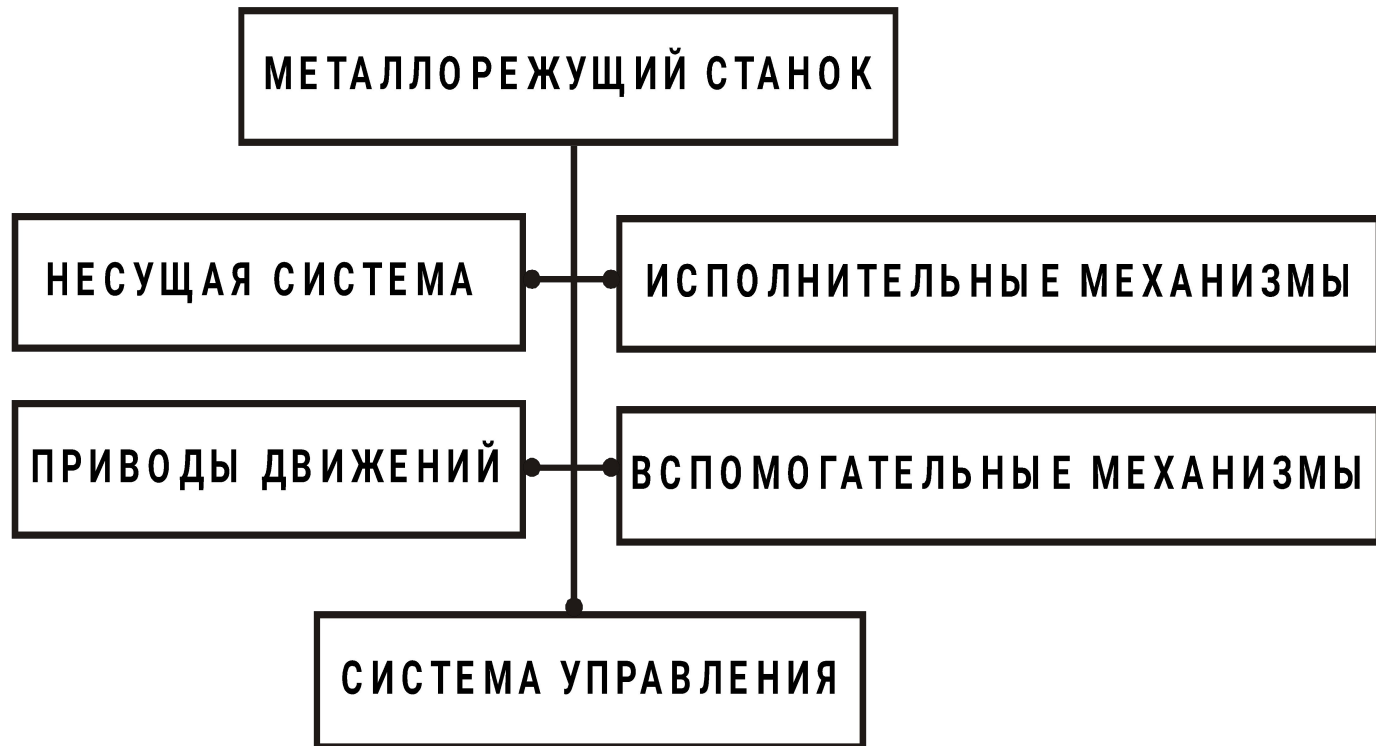 МЕТАЛЛОРЕЖУЩИЙ СТАНОК
НЕСУЩАЯ СИСТЕМА
ИСПОЛНИТЕЛЬНЫЕ МЕХАНИЗМЫ
ПРИВОДЫ ДВИЖЕНИЙ
ВСПОМОГАТЕЛЬНЫЕ МЕХАНИЗМЫ
СИСТЕМА УПРАВЛЕНИЯ